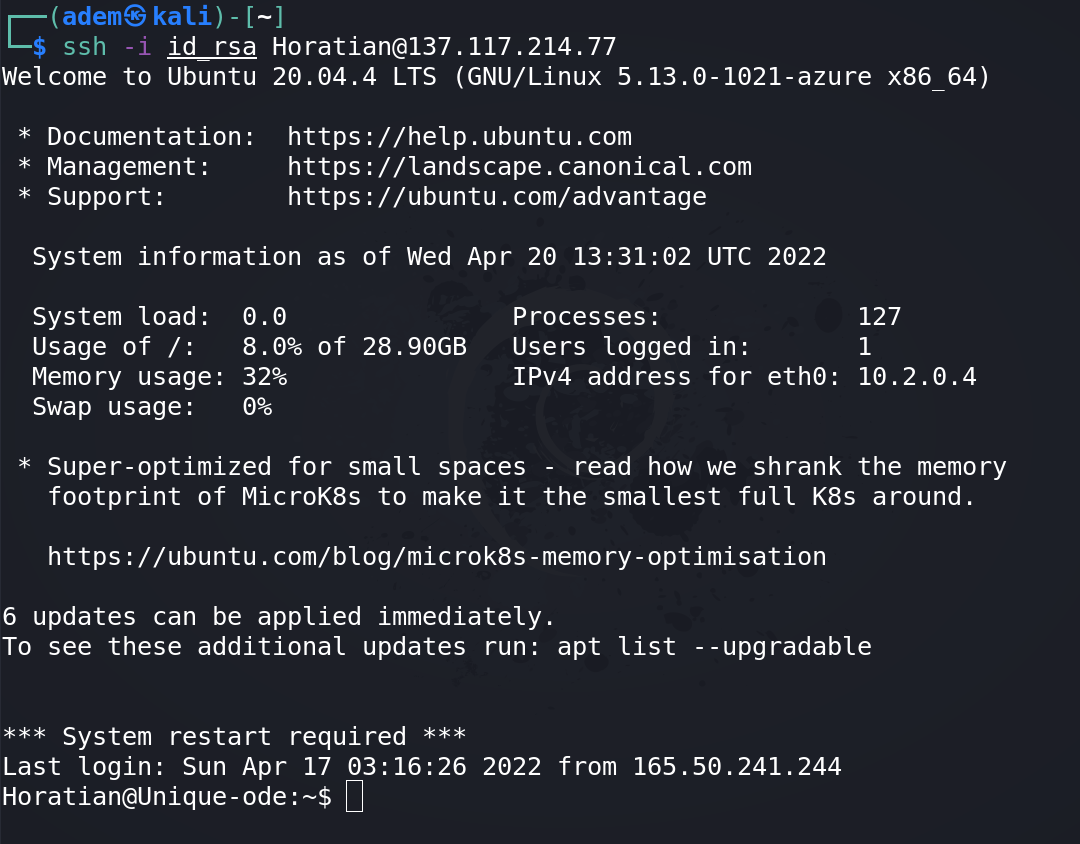 ┌──(adem㉿kali)-[~]
└─$ ssh -i id_rsa Horatian@137.117.214.77
Welcome to Ubuntu 20.04.4 LTS (GNU/Linux 5.13.0-1021-azure x86_64)
* Documentation:  https://help.ubuntu.com
* Management:     https://landscape.canonical.com
* Support:        https://ubuntu.com/advantage
System information as of Wed Apr 20 13:31:02 UTC 2022
System load:  0.0               Processes:             127
Usage of /:   8.0% of 28.90GB   Users logged in:       1
Memory usage: 32%               IPv4 address for eth0: 10.2.0.4
Swap usage:   0%
* Super-optimized for small spaces - read how we shrank the memory
footprint of MicroK8s to make it the smallest full K8s around.
https://ubuntu.com/blog/microk8s-memory-optimisation
6 updates can be applied immediately.
To see these additional updates run: apt list --upgradable
*** System restart required ***
Last login: Sun Apr 17 03:16:26 2022 from 165.50.241.244
Horatian@Unique-ode:~$